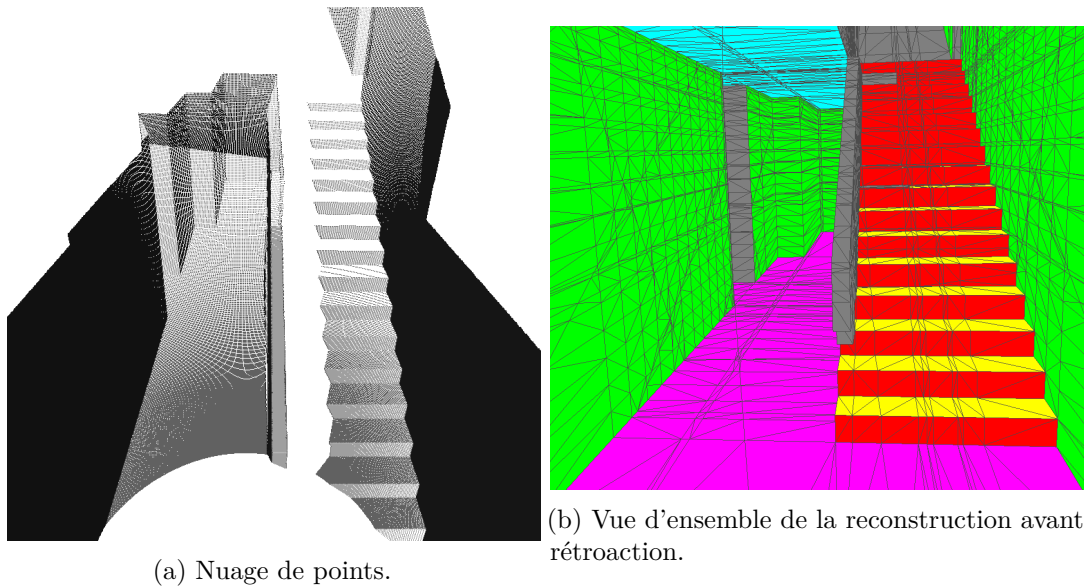 (a) Nuage de points.
(b) Vue d'ensemble de la reconstruction avant
rétroaction.